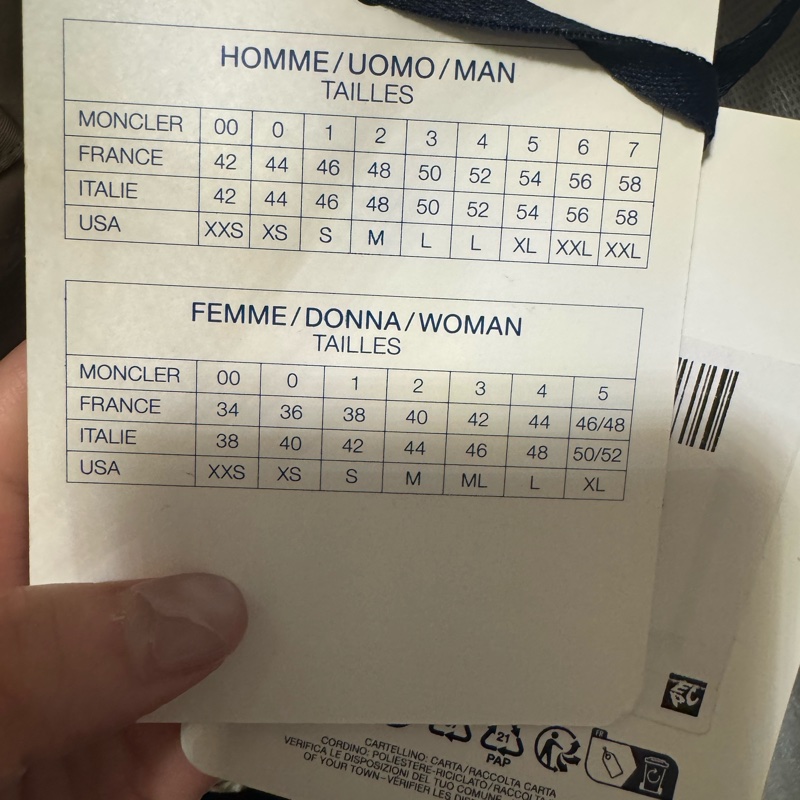 HOMME/UOMO/MAN
TAILLES
MONCLER 00 0 1 2 3 4 5 6 7
FRANCE 42 44 46 48 50 52 54 56 58
ITALIE 42 44 46 48 50 52 54 56 58
USA XXS XS S M L L XL XXL XXL
FEMME/DONNA/WOMAN
TAILLES
MONCLER 00 0 1 2 3 4 5
FRANCE 34 36 38 40 42 44 46/48
ITALIE 38 40 42 44 46 48 50/52
USA XXS XS S M ML L XL
21
PAP
CARTELLINO: CARTA/RACCOLTA CARTA
CORDINO: POLIESTERE-RICICLATO/RACCOLTA
VERIFICA LE DISPOSIZIONI DEL TUO COMUNE
OF YOUR TOWN-VÉRIFIER LES